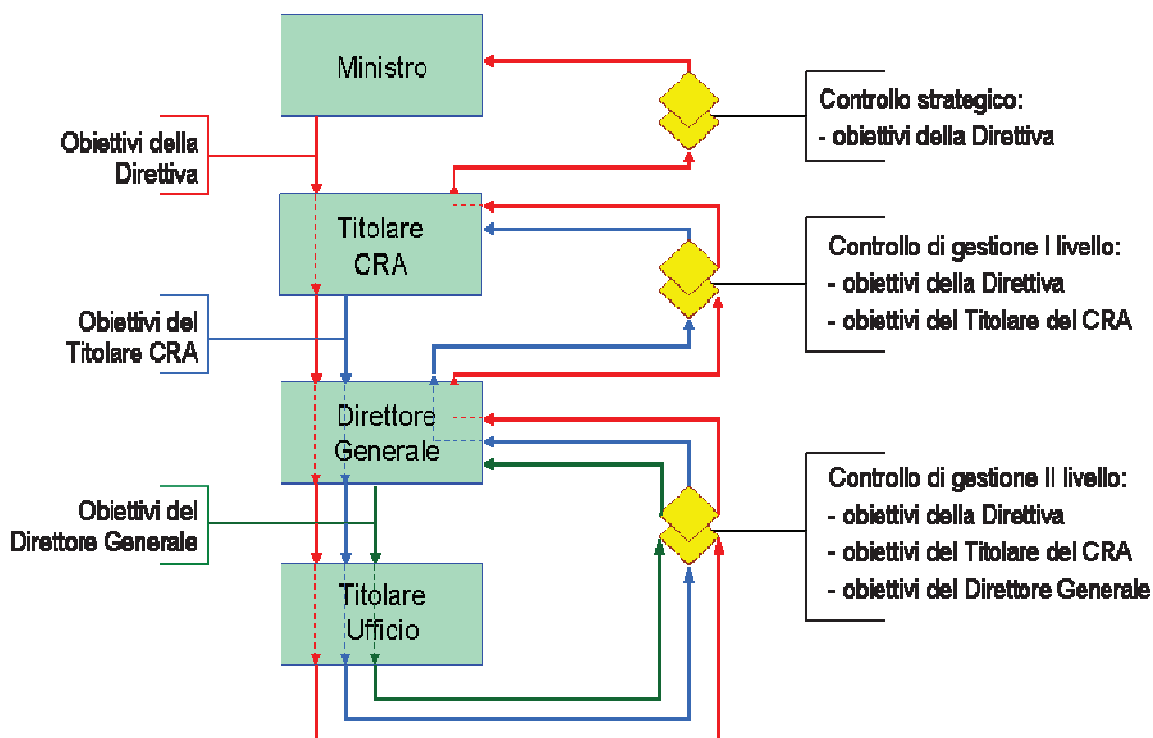 Ministro
Controllo strategico:
- obiettivi della Direttiva
Obiettivi della
Direttiva
Titolare
CRA
Controllo di gestione I livello:
- obiettivi della Direttiva
- obiettivi del Titolare del CRA
Obiettivi del
Titolare CRA
Direttore
Generale
Controllo di gestione II livello:
- obiettivi della Direttiva
- obiettivi del Titolare del CRA
- obiettivi del Direttore Generale
Obiettivi del
Direttore Generale
Titolare
Ufficio